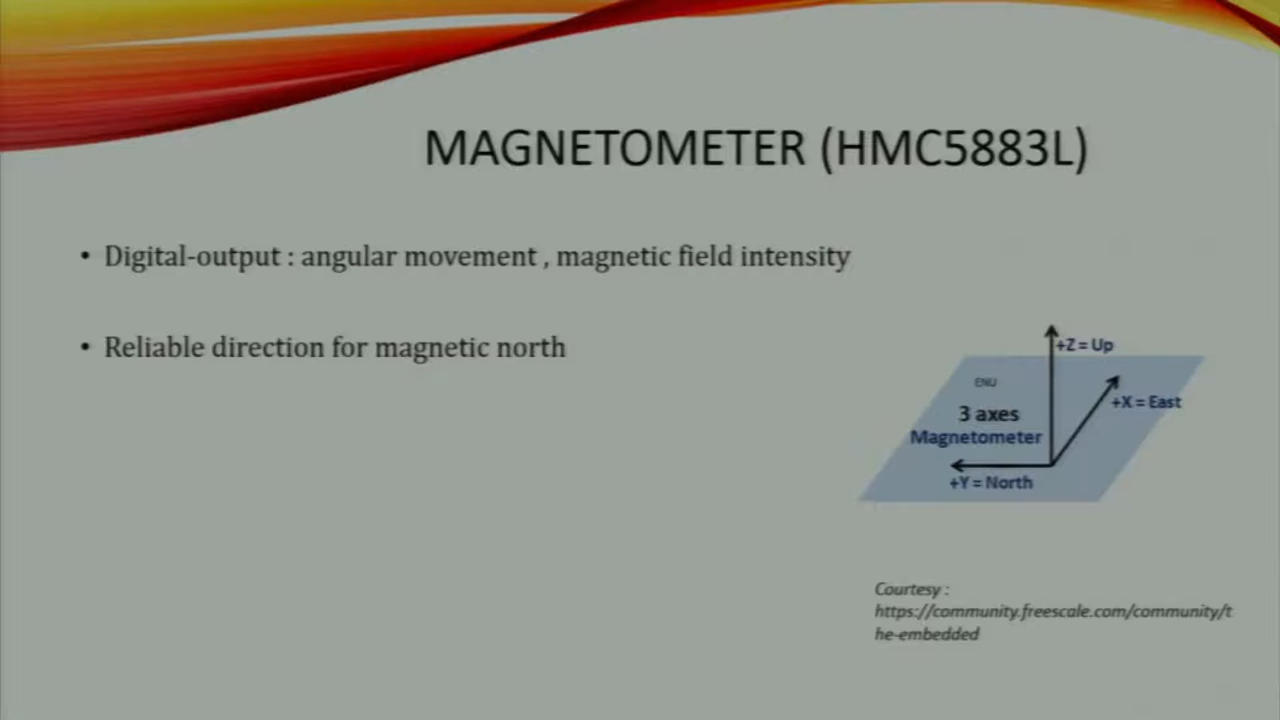 MAGNETOMETER (HMC5883L)
• Digital-output : angular movement , magnetic field intensity
• Reliable direction for magnetic north
+Z = Up
ENU
+X = East
3 axes
Magnetometer
+Y = North
Courtesy :
https://community.freescale.com/community/t
he-embedded